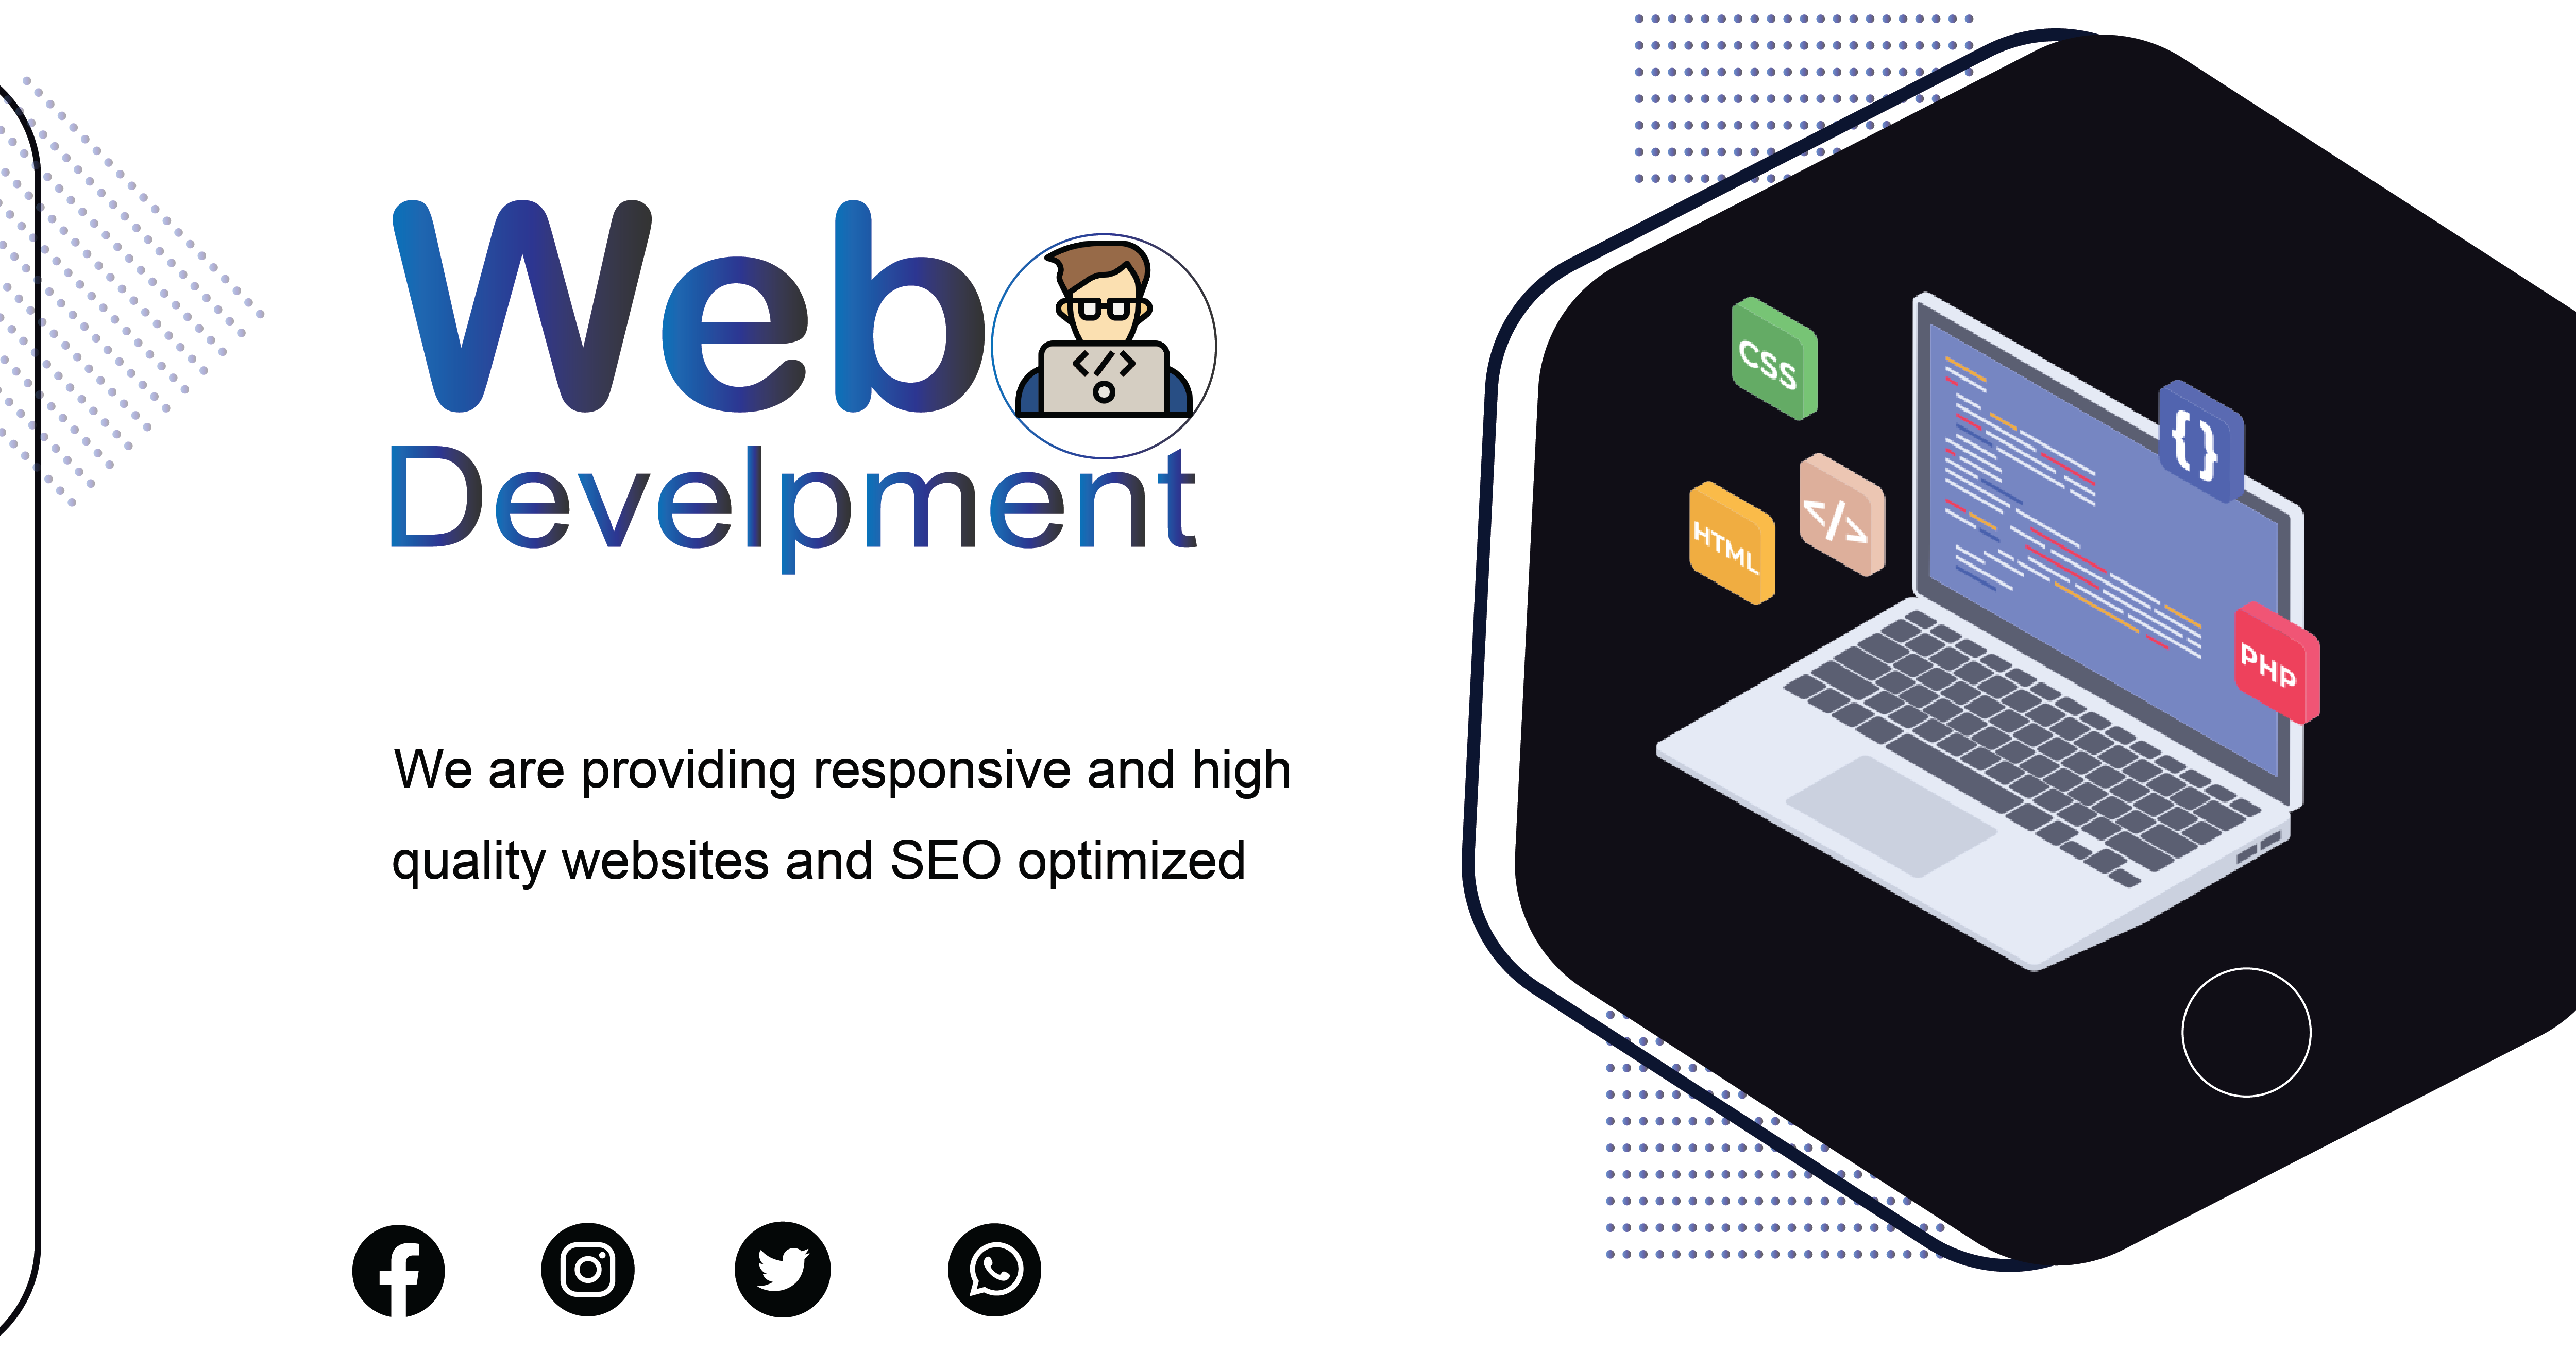 Web
Develpment
We are providing responsive and high
quality websites and SEO optimized
CSS
{}
HTML
</>
PHP
</>